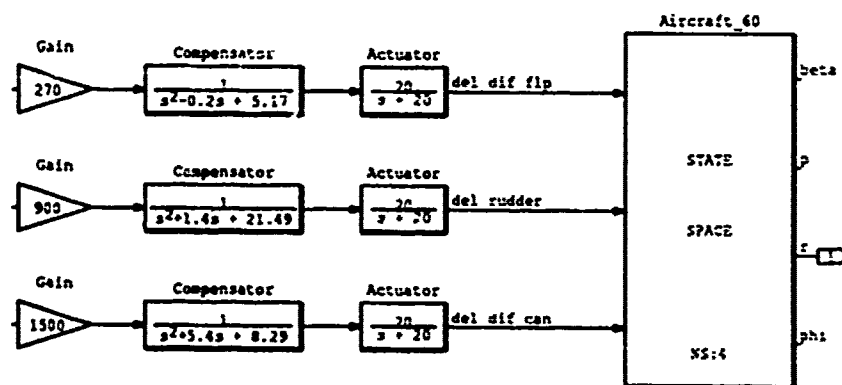 Aircraft_60
Gain Compensator Actuator
270
1
s²-0.2s + 5.17
20
s + 20
del dif flp
beta
Gain Compensator Actuator
900
1
s²+1.4s + 21.49
20
s + 20
del rudder
STATE
p
SPACE
r
Gain Compensator Actuator
1500
1
s²+5.4s + 8.29
20
s + 20
del dif can
NS:4
phi